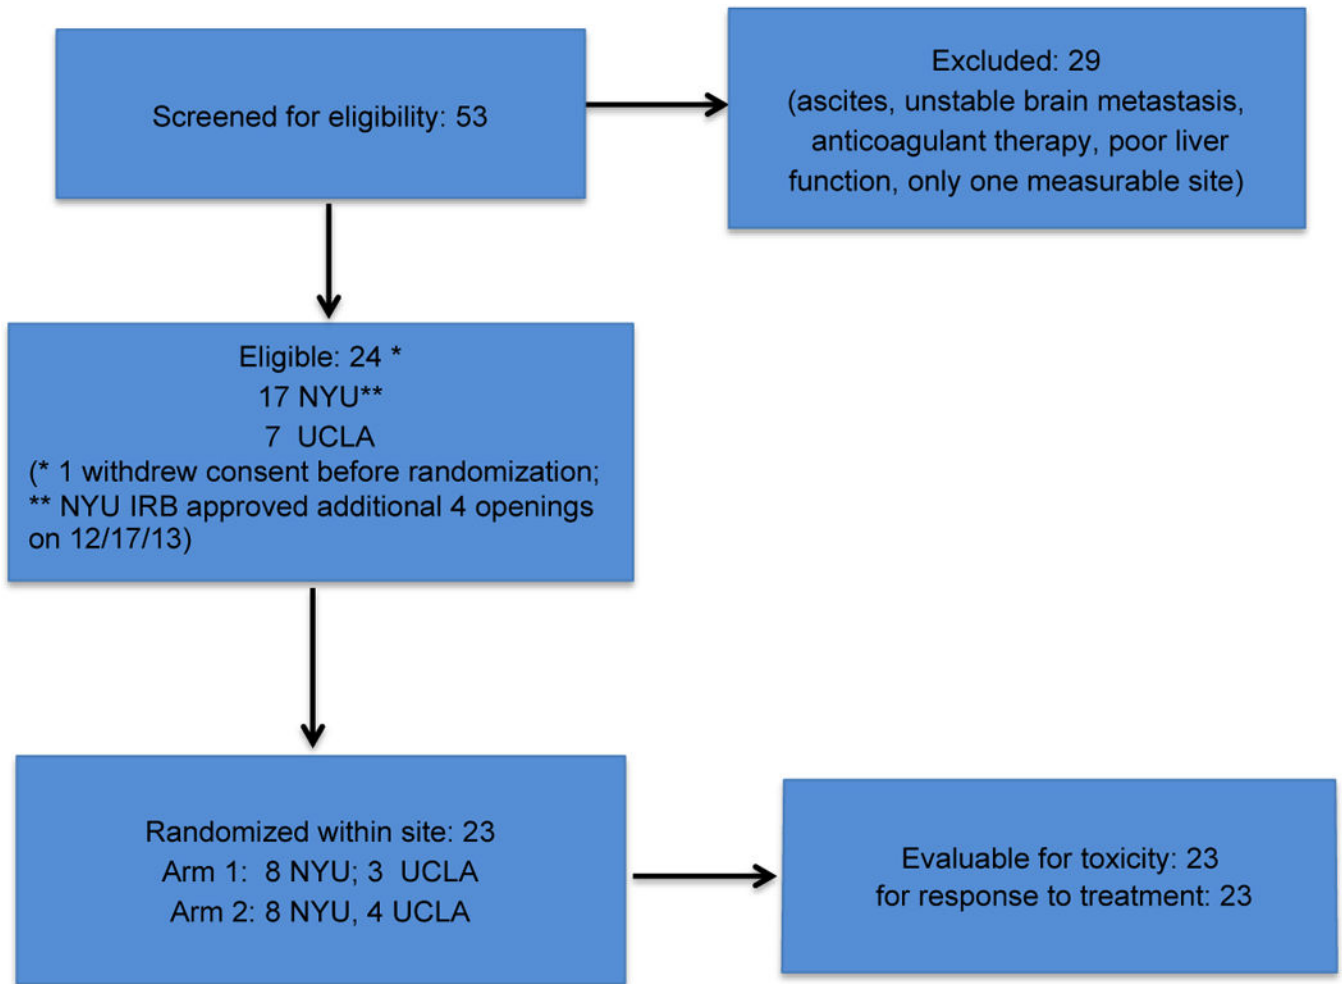 Screened for eligibility: 53
Excluded: 29
(ascites, unstable brain metastasis,
anticoagulant therapy, poor liver
function, only one measurable site)
Eligible: 24 *
17 NYU**
7 UCLA
(* 1 withdrew consent before randomization;
** NYU IRB approved additional 4 openings
on 12/17/13)
Randomized within site: 23
Arm 1: 8 NYU; 3 UCLA
Arm 2: 8 NYU, 4 UCLA
Evaluable for toxicity: 23
for response to treatment: 23